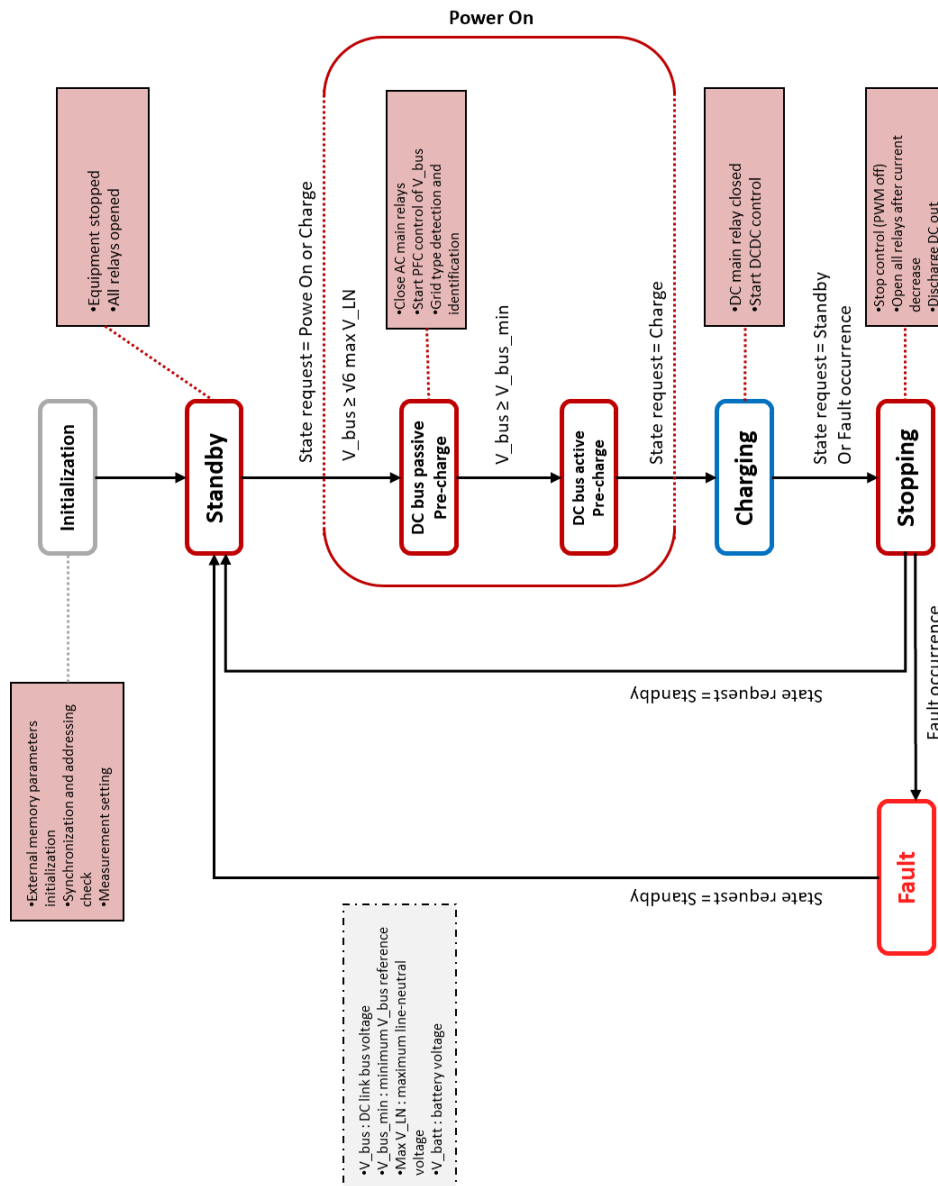 Power On
•Equipment stopped
•All relays opened
State request = Powe On or Charge
V_bus ≥ √6 max V_LN
•Close AC main relays
•Start PFC control of V_bus
•Grid type detection and
identification
V_bus ≥ V_bus_min
State request = Charge
•DC main relay closed
•Start DCDC control
State request = Standby
Or Fault occurrence
•Stop control (PWM off)
•Open all relays after current
decrease
•Discharge DC out
Initialization
Standby
DC bus passive
Pre-charge
DC bus active
Pre-charge
Charging
Stopping
•External memory parameters
initialization
•Synchronization and addressing
check
•Measurement setting
State request = Standby
Fault occurrence
State request = Standby
Fault
•V_bus : DC link bus voltage
•V_bus_min : minimum V_bus reference
•Max V_LN : maximum line-neutral
voltage
•V_batt : battery voltage